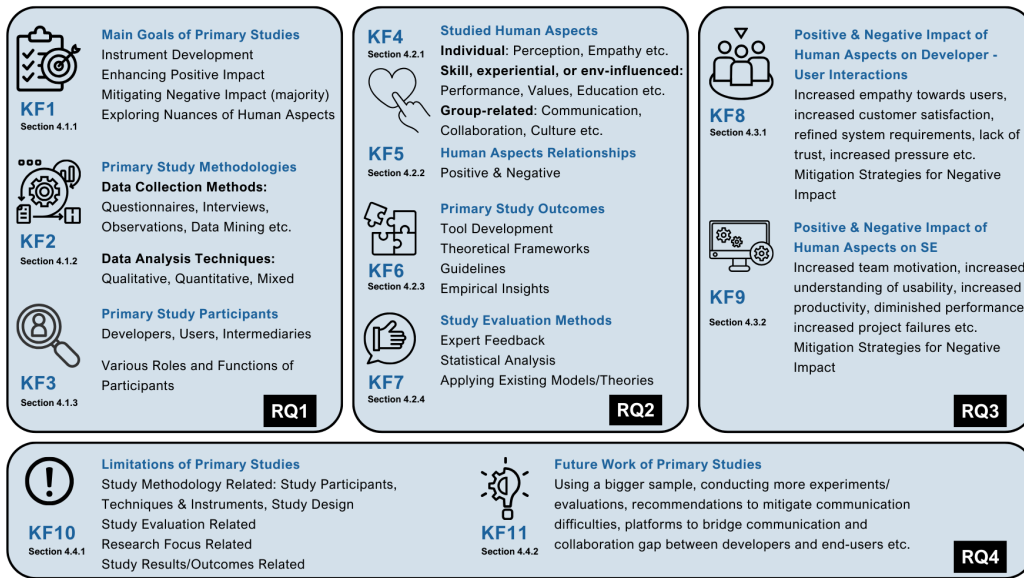 Main Goals of Primary Studies
Instrument Development
Enhancing Positive Impact
Mitigating Negative Impact (majority)
Exploring Nuances of Human Aspects
KF1
Section 4.1.1
Primary Study Methodologies
Data Collection Methods:
Questionnaires, Interviews,
Observations, Data Mining etc.
Data Analysis Techniques:
Qualitative, Quantitative, Mixed
KF2
Section 4.1.2
Primary Study Participants
Developers, Users, Intermediaries
Various Roles and Functions of
Participants
KF3
Section 4.1.3
RQ1
KF4
Section 4.2.1
Studied Human Aspects
Individual: Perception, Empathy etc.
Skill, experiential, or env-influenced:
Performance, Values, Education etc.
Group-related: Communication,
Collaboration, Culture etc.
KF5
Section 4.2.2
Human Aspects Relationships
Positive & Negative
Primary Study Outcomes
Tool Development
Theoretical Frameworks
Guidelines
Empirical Insights
KF6
Section 4.2.3
Study Evaluation Methods
Expert Feedback
Statistical Analysis
Applying Existing Models/Theories
KF7
Section 4.2.4
RQ2
Positive & Negative Impact of
Human Aspects on Developer -
User Interactions
Increased empathy towards users,
increased customer satisfaction,
refined system requirements, lack of
trust, increased pressure etc.
Mitigation Strategies for Negative
Impact
KF8
Section 4.3.1
Positive & Negative Impact of
Human Aspects on SE
Increased team motivation, increased
understanding of usability, increased
productivity, diminished performance
increased project failures etc.
Mitigation Strategies for Negative
Impact
KF9
Section 4.3.2
RQ3
Limitations of Primary Studies
Study Methodology Related: Study Participants,
Techniques & Instruments, Study Design
Study Evaluation Related
Research Focus Related
Study Results/Outcomes Related
KF10
Section 4.4.1
Future Work of Primary Studies
Using a bigger sample, conducting more experiments/
evaluations, recommendations to mitigate communication
difficulties, platforms to bridge communication and
collaboration gap between developers and end-users etc.
KF11
Section 4.4.2
RQ4